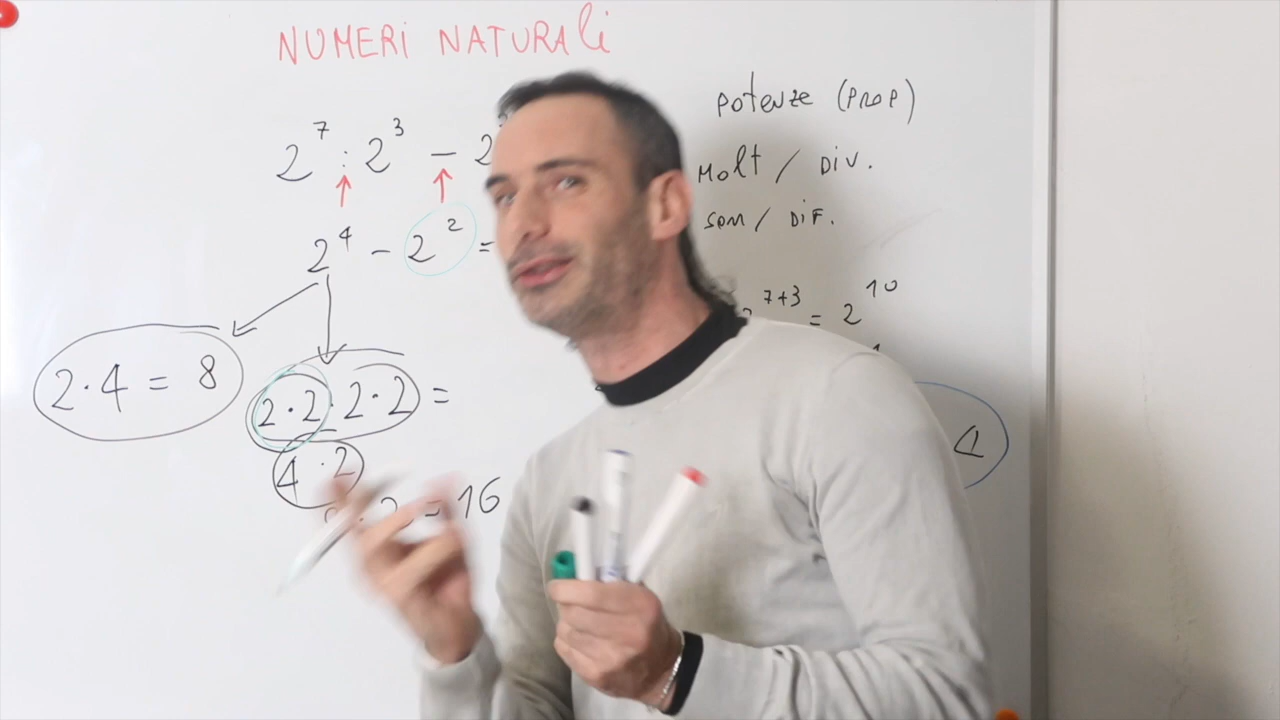 NUMERI NATURALi
2⁷ : 2³ − 2
2⁴ − 2² =
2 · 4 = 8
2 · 2 · 2 · 2 =
4 · 2
· 2 = 16
potenze (PROP)
Molt / DIV.
SOM / DIF.
2⁷⁺³ = 2¹⁰